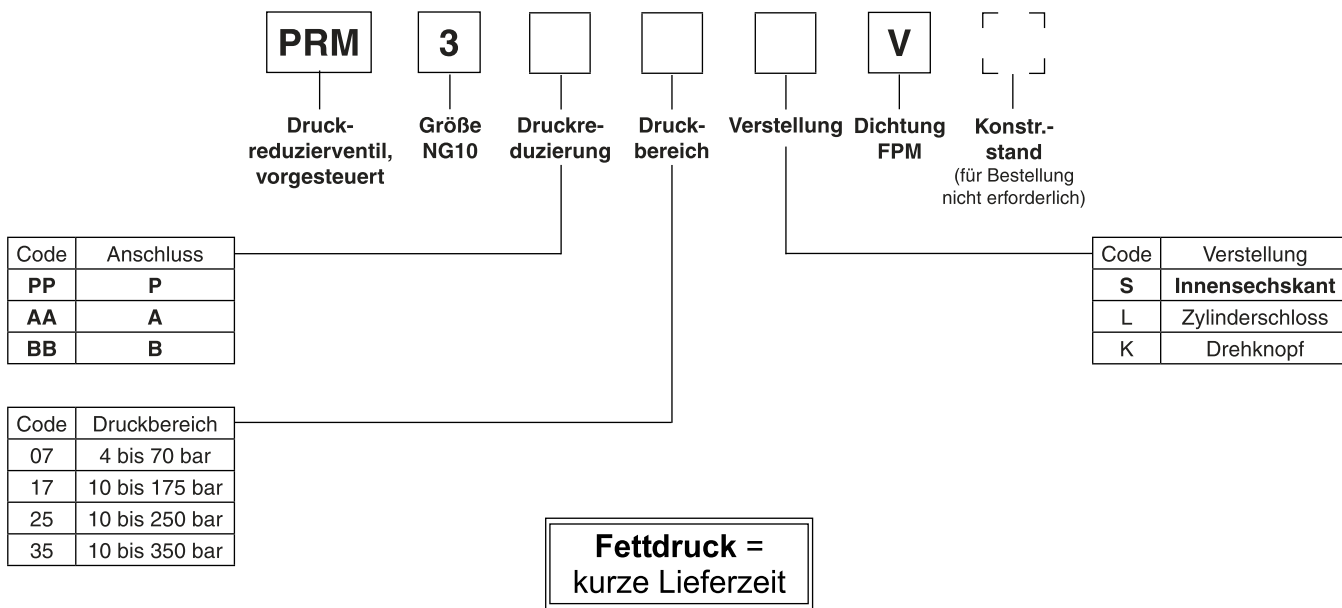 PRM 3 V
Druck-
reduzierventil,
vorgesteuert
Größe
NG10
Druckre-
duzierung
Druck-
bereich
Verstellung
Dichtung
FPM
Konstr.-
stand
(für Bestellung
nicht erforderlich)
Code Anschluss
PP P
AA A
BB B
Code Verstellung
S Innensechskant
L Zylinderschloss
K Drehknopf
Code Druckbereich
07 4 bis 70 bar
17 10 bis 175 bar
25 10 bis 250 bar
35 10 bis 350 bar
Fettdruck =
kurze Lieferzeit